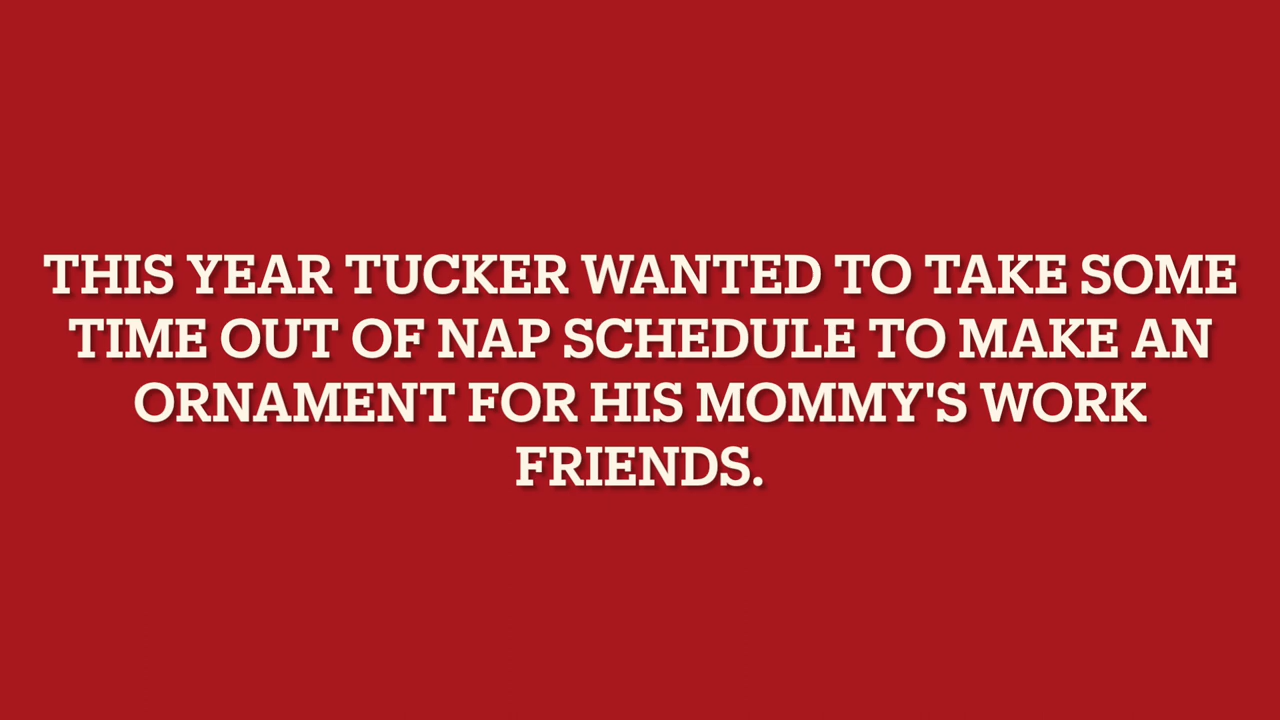 THIS YEAR TUCKER WANTED TO TAKE SOME
TIME OUT OF NAP SCHEDULE TO MAKE AN
ORNAMENT FOR HIS MOMMY'S WORK
FRIENDS.